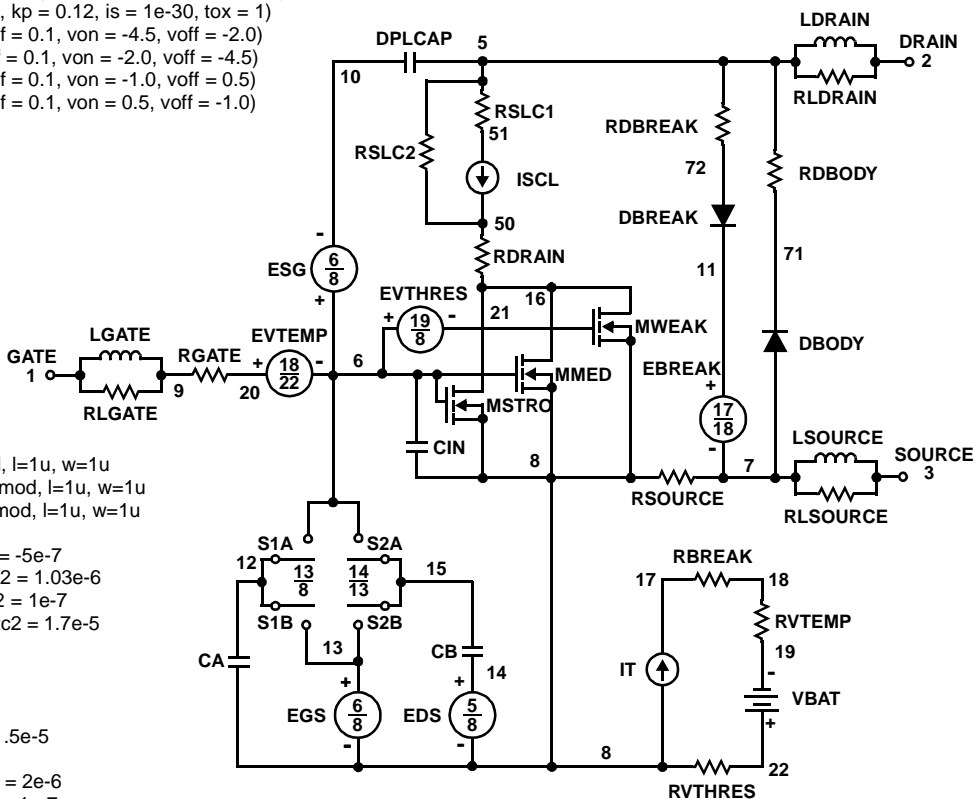 , kp = 0.12, is = 1e-30, tox = 1)
f = 0.1, von = -4.5, voff = -2.0)
f = 0.1, von = -2.0, voff = -4.5)
f = 0.1, von = -1.0, voff = 0.5)
f = 0.1, von = 0.5, voff = -1.0)
DPLCAP
5
10
LDRAIN
DRAIN
2
RLDRAIN
RSLC1
51
RSLC2
ISCL
50
RDRAIN
RDBREAK
72
DBREAK
11
RDBODY
71
DBODY
-
ESG
6
8
+
EVTHRES
+
19
8
-
16
21
MWEAK
MMED
MSTRO
EBREAK
+
17
18
-
GATE
1
LGATE
RLGATE
9
RGATE
20
EVTEMP
+
18
22
-
6
CIN
8
RSOURCE
7
LSOURCE
SOURCE
3
RLSOURCE
l, l=1u, w=1u
mod, l=1u, w=1u
mod, l=1u, w=1u
= -5e-7
2 = 1.03e-6
2 = 1e-7
c2 = 1.7e-5
.5e-5
= 2e-6
S1A
S2A
12
13
8
14
13
15
S1B
S2B
13
CA
CB
14
+
EGS
6
8
-
+
EDS
5
8
-
8
RBREAK
17
18
RVTEMP
19
IT
-
VBAT
+
22
RVTHRES